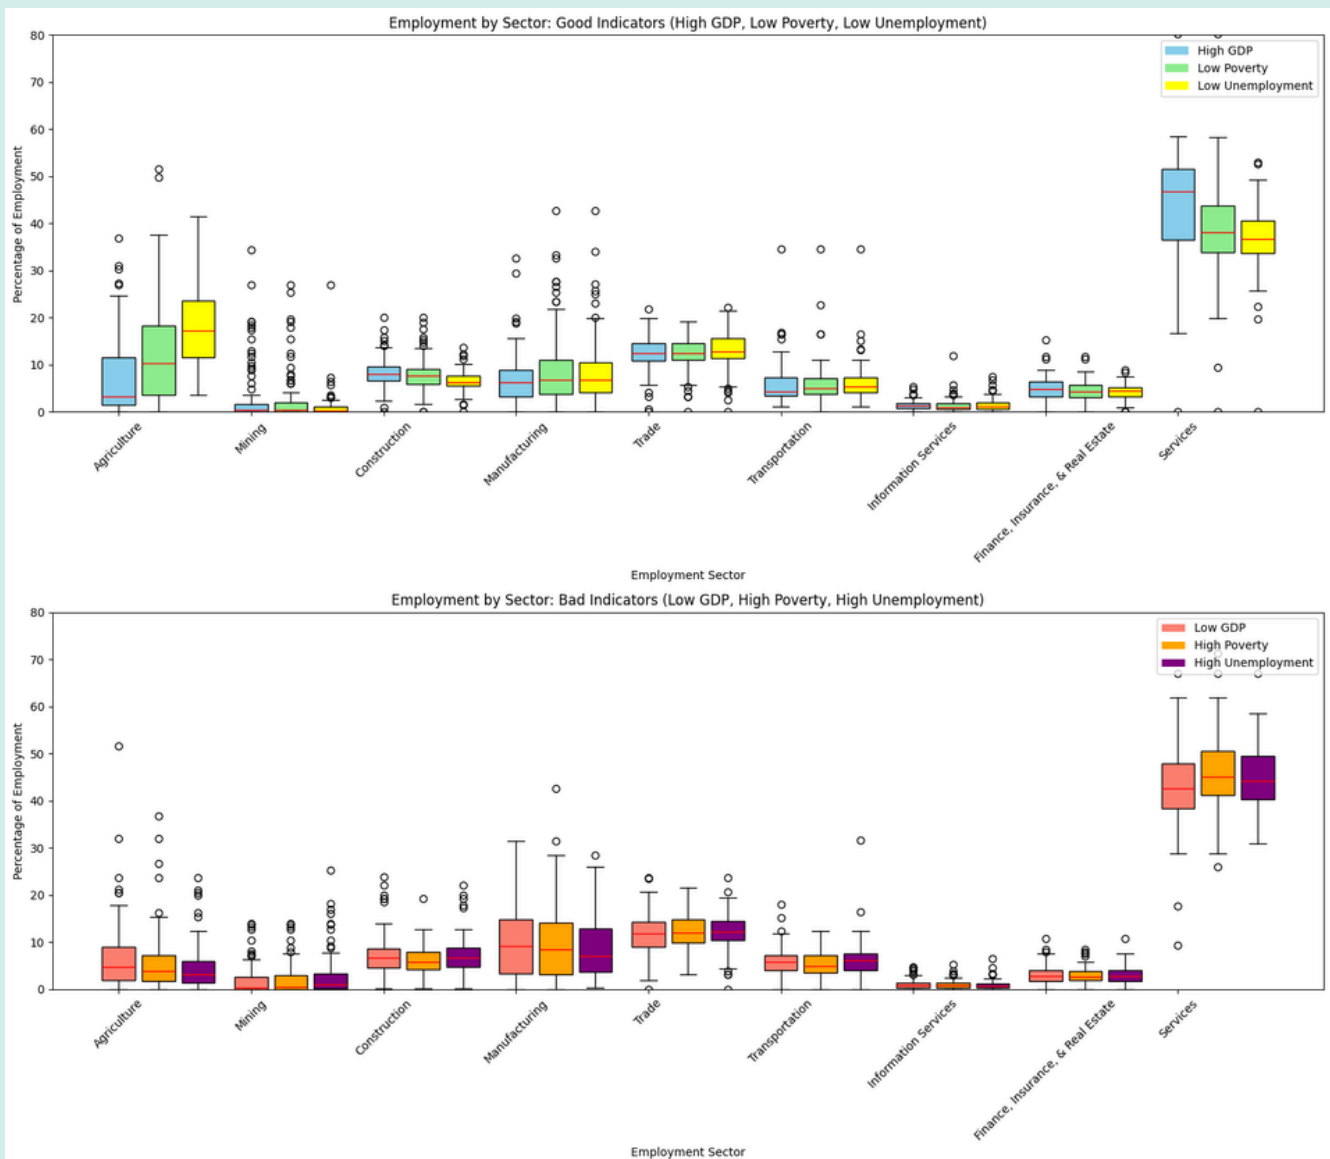 Employment by Sector: Good Indicators (High GDP, Low Poverty, Low Unemployment)
80
70
60
50
40
30
20
10
0
Percentage of Employment
High GDP
Low Poverty
Low Unemployment
Agriculture
Mining
Construction
Manufacturing
Trade
Transportation
Information Services
Finance, Insurance, & Real Estate
Services
Employment Sector
Employment by Sector: Bad Indicators (Low GDP, High Poverty, High Unemployment)
80
70
60
50
40
30
20
10
0
Percentage of Employment
Low GDP
High Poverty
High Unemployment
Agriculture
Mining
Construction
Manufacturing
Trade
Transportation
Information Services
Finance, Insurance, & Real Estate
Services
Employment Sector